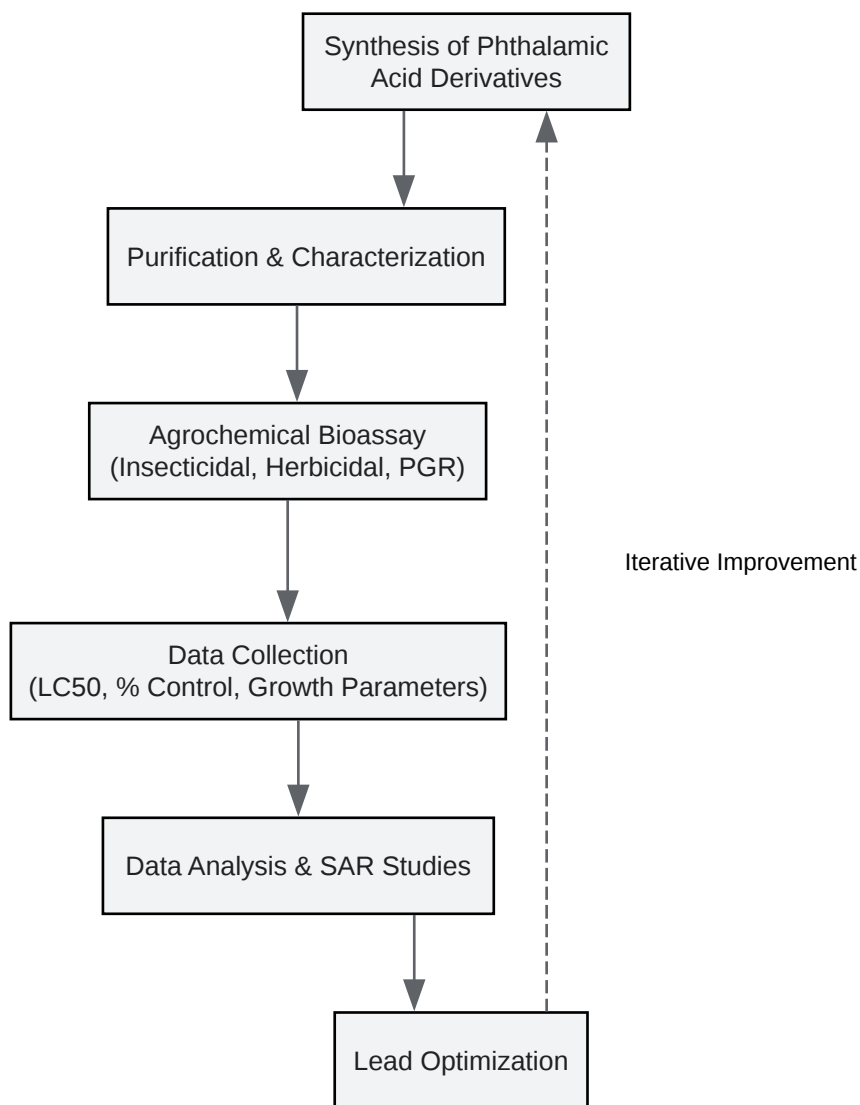 Synthesis of Phthalamic
Acid Derivatives
Purification & Characterization
Agrochemical Bioassay
(Insecticidal, Herbicidal, PGR)
Iterative Improvement
Data Collection
(LC50, % Control, Growth Parameters)
Data Analysis & SAR Studies
Lead Optimization